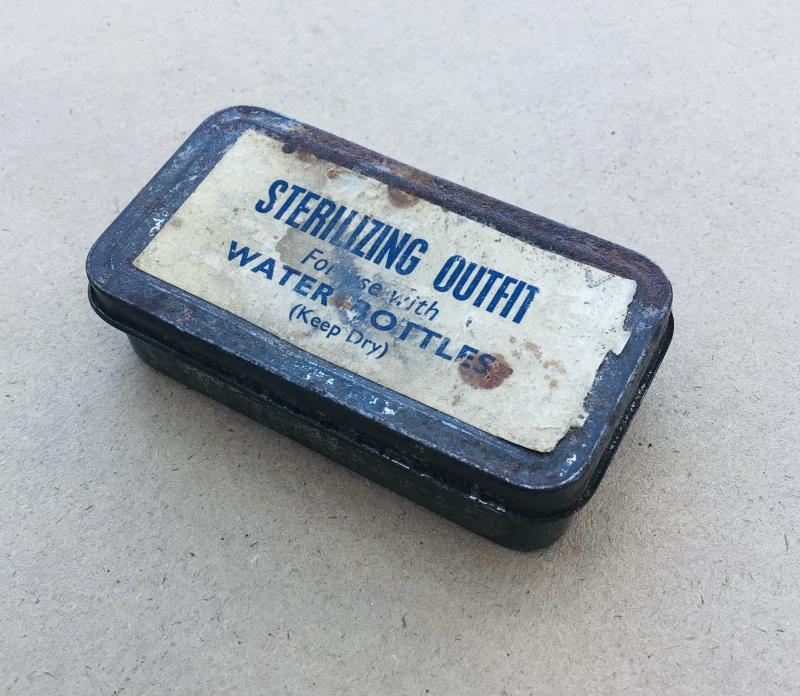 STERILIZING OUTFIT
For use with
WATER BOTTLES
(Keep Dry)